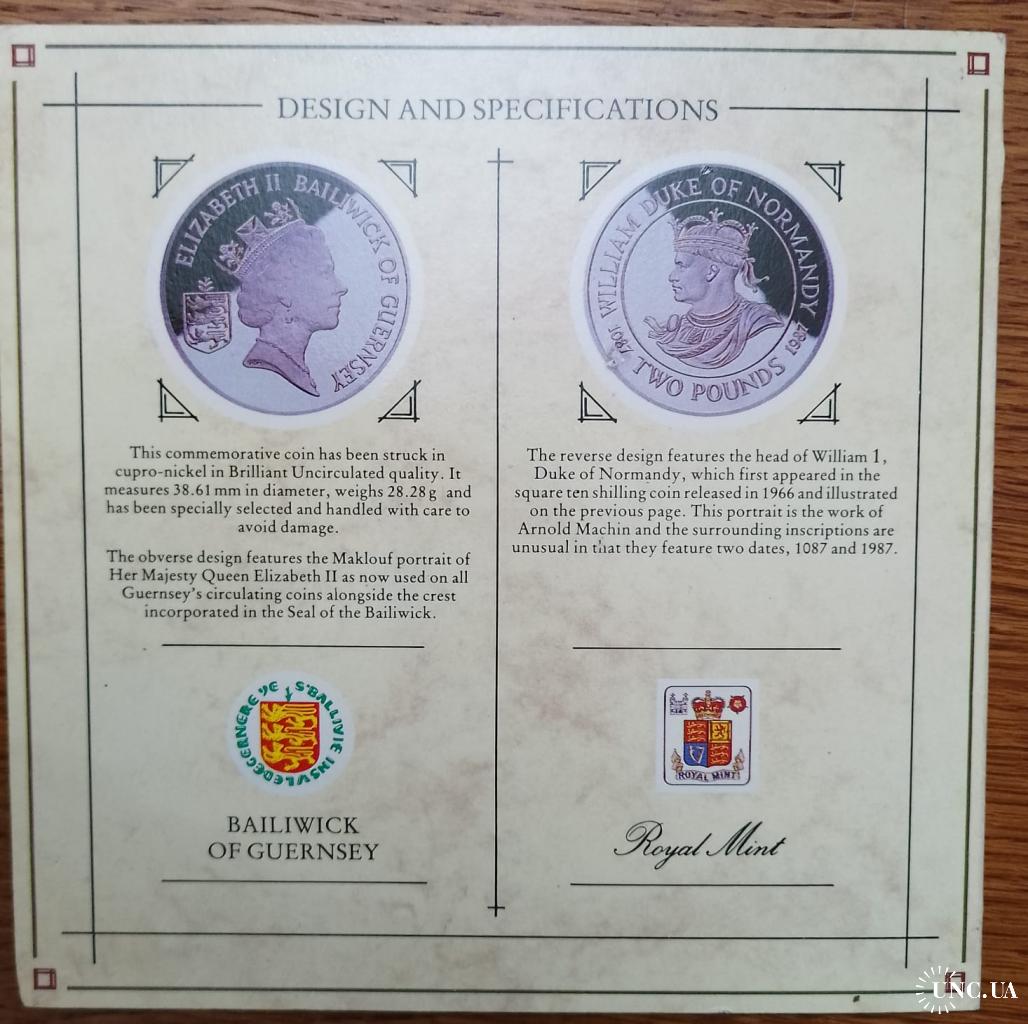 DESIGN AND SPECIFICATIONS
ELIZABETH II BAILIWICK OF GUERNSEY
WILLIAM DUKE OF NORMANDY
1087 TWO POUNDS 1987
This commemorative coin has been struck in
cupro-nickel in Brilliant Uncirculated quality. It
measures 38.61 mm in diameter, weighs 28.28g and
has been specially selected and handled with care to
avoid damage.
The obverse design features the Maklouf portrait of
Her Majesty Queen Elizabeth II as now used on all
Guernsey's circulating coins alongside the crest
incorporated in the Seal of the Bailiwick.
The reverse design features the head of William 1,
Duke of Normandy, which first appeared in the
square ten shilling coin released in 1966 and illustrated
on the previous page. This portrait is the work of
Arnold Machin and the surrounding inscriptions are
unusual in that they feature two dates, 1087 and 1987.
S'BALLIVIE INSVLE DE GERNERE YE
BAILIWICK
OF GUERNSEY
ROYAL MINT
Royal Mint
UNC.UA